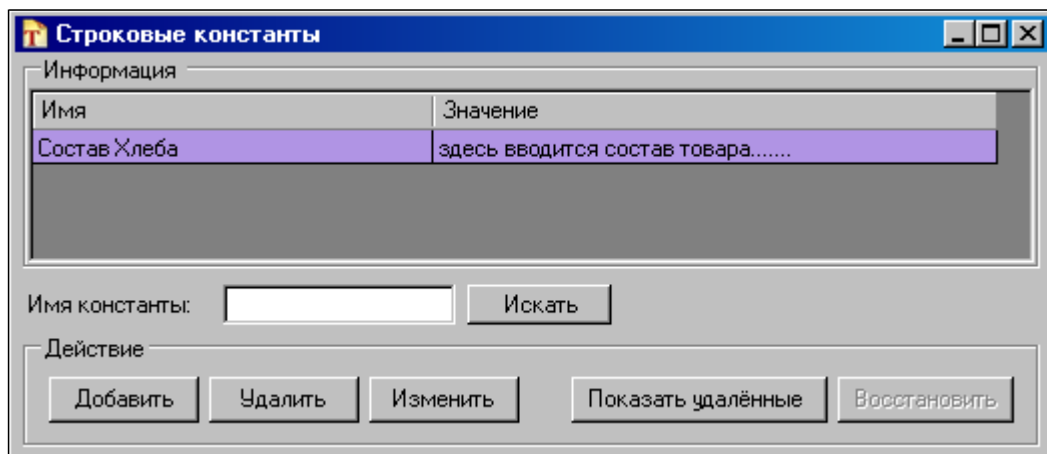 Строковые константы
Информация
Имя Значение
Состав Хлеба здесь вводится состав товара.......
Имя константы: Искать
Действие
Добавить Удалить Изменить Показать удалённые Восстановить